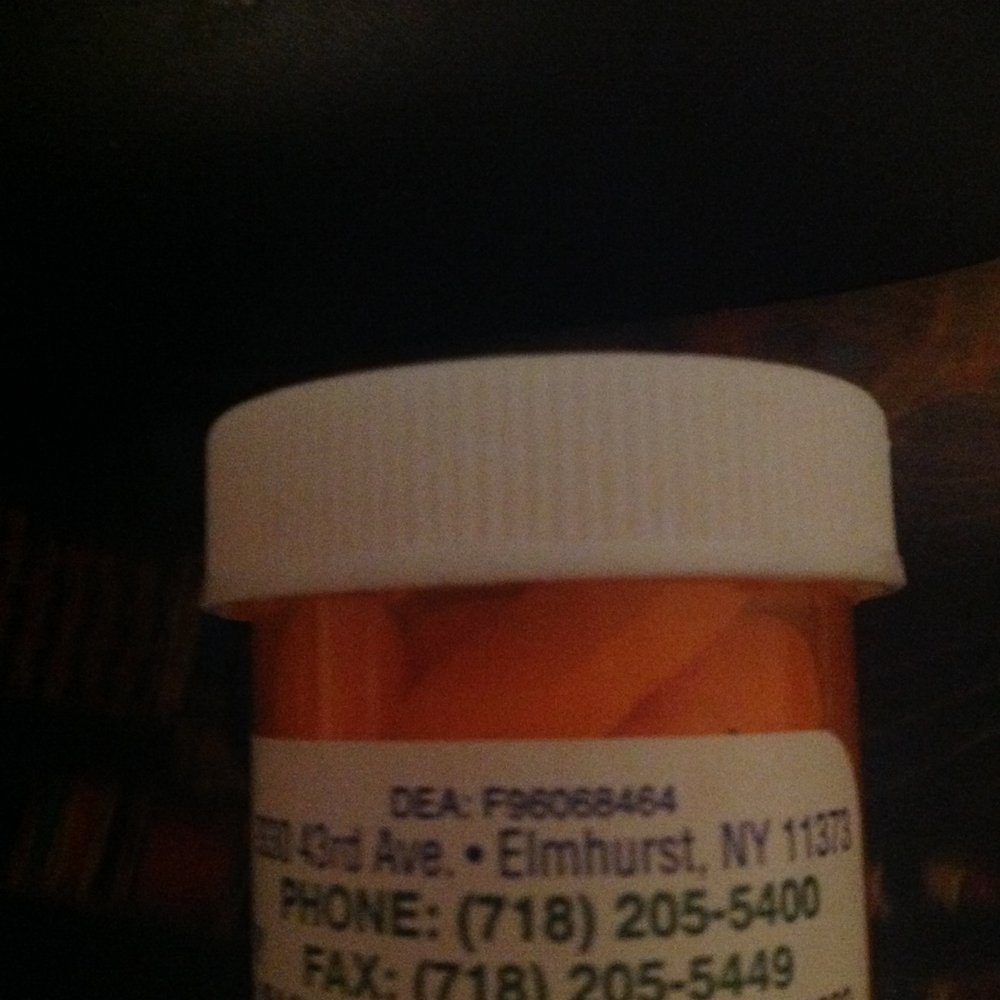 DEA: F96068464
43rd Ave. • Elmhurst, NY 11373
PHONE: (718) 205-5400
FAX: (718) 205-5449